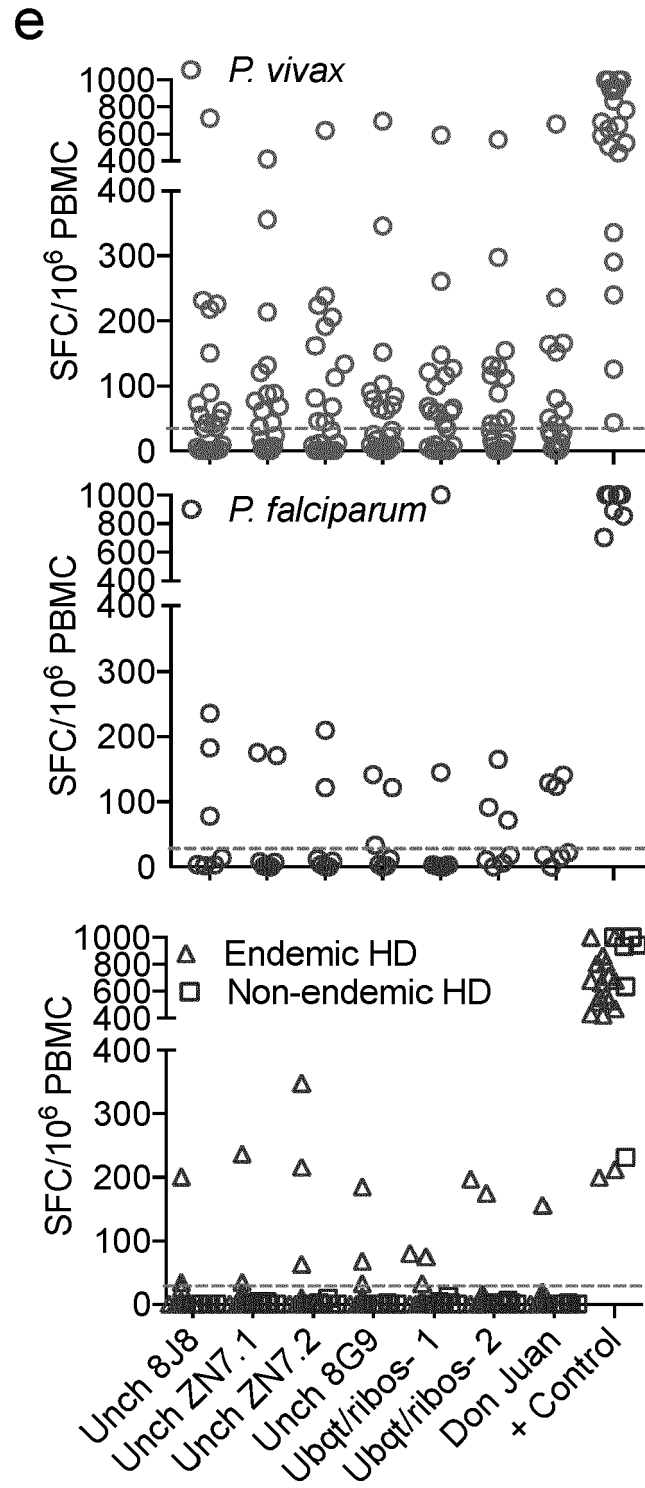 e
P. vivax
1000
800
600
400
400
300
200
100
0
SFC/10⁶ PBMC
P. falciparum
1000
800
600
400
400
300
200
100
0
SFC/10⁶ PBMC
Endemic HD
Non-endemic HD
1000
800
600
400
400
300
200
100
0
SFC/10⁶ PBMC
Unch 8J8
Unch ZN7.1
Unch ZN7.2
Unch 8G9
Ubqt/ribos- 1
Ubqt/ribos- 2
Don Juan
+ Control